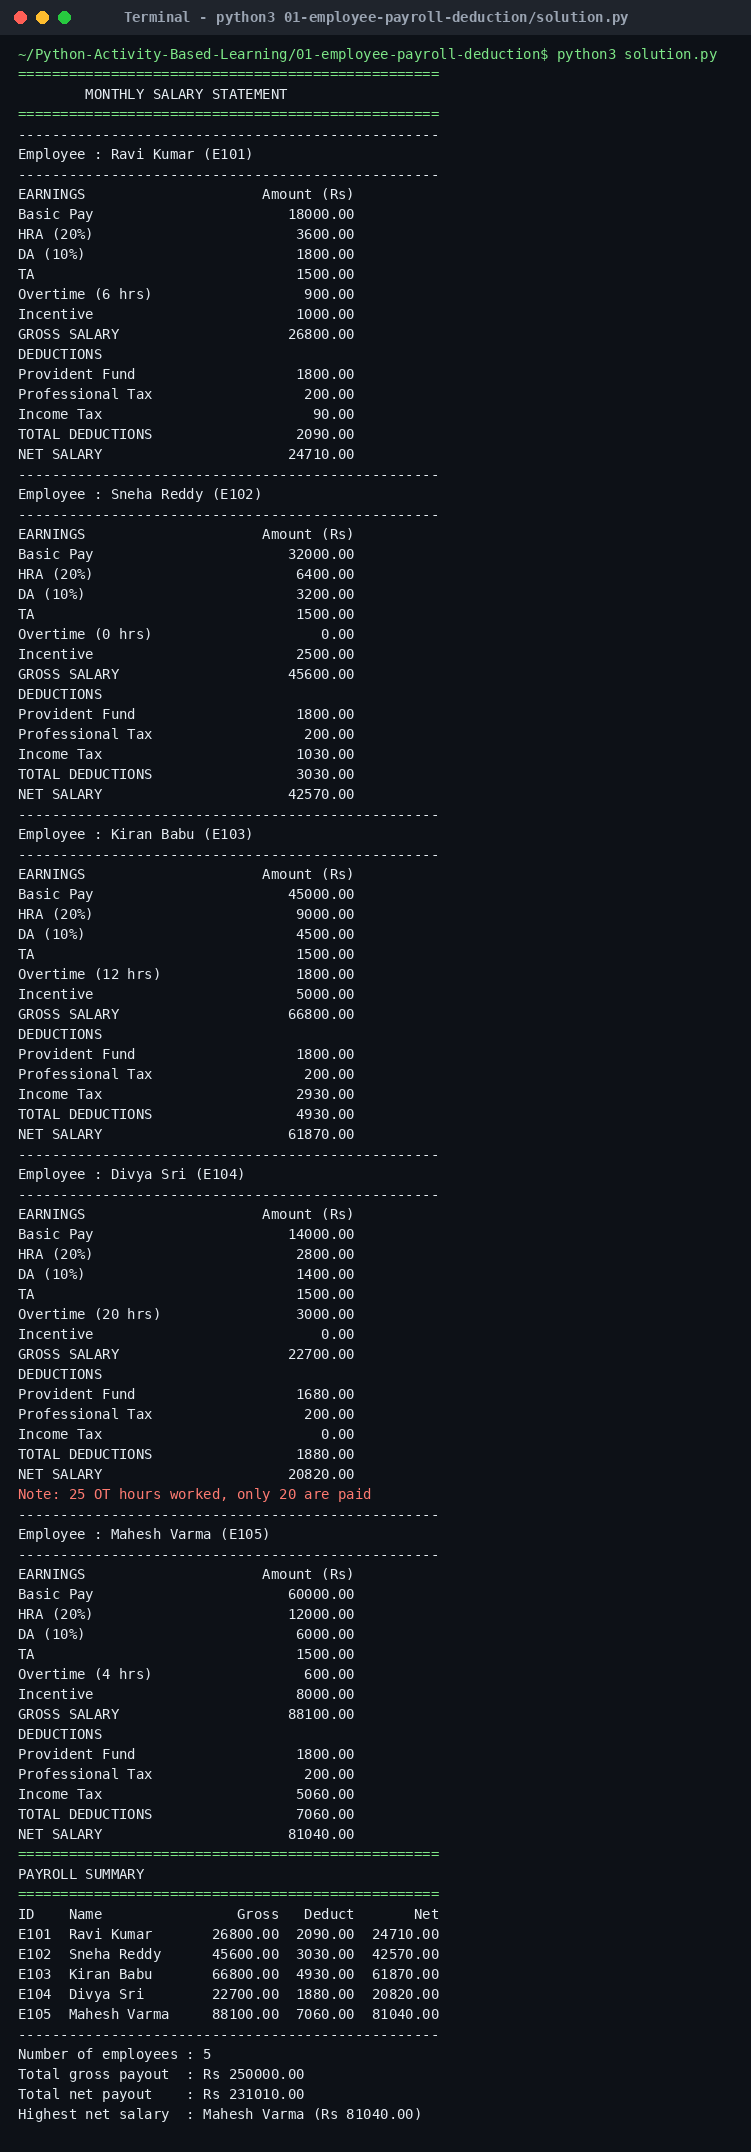 Terminal - python3 01-employee-payroll-deduction/solution.py
~/Python-Activity-Based-Learning/01-employee-payroll-deduction$ python3 solution.py
==================================================
        MONTHLY SALARY STATEMENT
==================================================
--------------------------------------------------
Employee : Ravi Kumar (E101)
--------------------------------------------------
EARNINGS                     Amount (Rs)
Basic Pay                       18000.00
HRA (20%)                        3600.00
DA (10%)                         1800.00
TA                               1500.00
Overtime (6 hrs)                  900.00
Incentive                        1000.00
GROSS SALARY                    26800.00
DEDUCTIONS
Provident Fund                   1800.00
Professional Tax                  200.00
Income Tax                         90.00
TOTAL DEDUCTIONS                 2090.00
NET SALARY                      24710.00
--------------------------------------------------
Employee : Sneha Reddy (E102)
--------------------------------------------------
EARNINGS                     Amount (Rs)
Basic Pay                       32000.00
HRA (20%)                        6400.00
DA (10%)                         3200.00
TA                               1500.00
Overtime (0 hrs)                    0.00
Incentive                        2500.00
GROSS SALARY                    45600.00
DEDUCTIONS
Provident Fund                   1800.00
Professional Tax                  200.00
Income Tax                       1030.00
TOTAL DEDUCTIONS                 3030.00
NET SALARY                      42570.00
--------------------------------------------------
Employee : Kiran Babu (E103)
--------------------------------------------------
EARNINGS                     Amount (Rs)
Basic Pay                       45000.00
HRA (20%)                        9000.00
DA (10%)                         4500.00
TA                               1500.00
Overtime (12 hrs)                1800.00
Incentive                        5000.00
GROSS SALARY                    66800.00
DEDUCTIONS
Provident Fund                   1800.00
Professional Tax                  200.00
Income Tax                       2930.00
TOTAL DEDUCTIONS                 4930.00
NET SALARY                      61870.00
--------------------------------------------------
Employee : Divya Sri (E104)
--------------------------------------------------
EARNINGS                     Amount (Rs)
Basic Pay                       14000.00
HRA (20%)                        2800.00
DA (10%)                         1400.00
TA                               1500.00
Overtime (20 hrs)                3000.00
Incentive                           0.00
GROSS SALARY                    22700.00
DEDUCTIONS
Provident Fund                   1680.00
Professional Tax                  200.00
Income Tax                          0.00
TOTAL DEDUCTIONS                 1880.00
NET SALARY                      20820.00
Note: 25 OT hours worked, only 20 are paid
--------------------------------------------------
Employee : Mahesh Varma (E105)
--------------------------------------------------
EARNINGS                     Amount (Rs)
Basic Pay                       60000.00
HRA (20%)                       12000.00
DA (10%)                         6000.00
TA                               1500.00
Overtime (4 hrs)                  600.00
Incentive                        8000.00
GROSS SALARY                    88100.00
DEDUCTIONS
Provident Fund                   1800.00
Professional Tax                  200.00
Income Tax                       5060.00
TOTAL DEDUCTIONS                 7060.00
NET SALARY                      81040.00
==================================================
PAYROLL SUMMARY
==================================================
ID    Name                Gross   Deduct       Net
E101  Ravi Kumar       26800.00  2090.00  24710.00
E102  Sneha Reddy      45600.00  3030.00  42570.00
E103  Kiran Babu       66800.00  4930.00  61870.00
E104  Divya Sri        22700.00  1880.00  20820.00
E105  Mahesh Varma     88100.00  7060.00  81040.00
--------------------------------------------------
Number of employees : 5
Total gross payout  : Rs 250000.00
Total net payout    : Rs 231010.00
Highest net salary  : Mahesh Varma (Rs 81040.00)